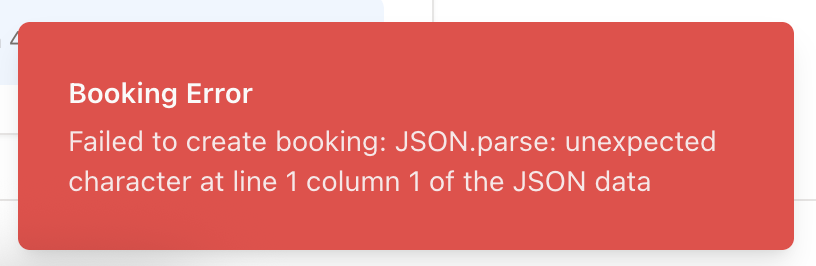 4
Booking Error
Failed to create booking: JSON.parse: unexpected
character at line 1 column 1 of the JSON data